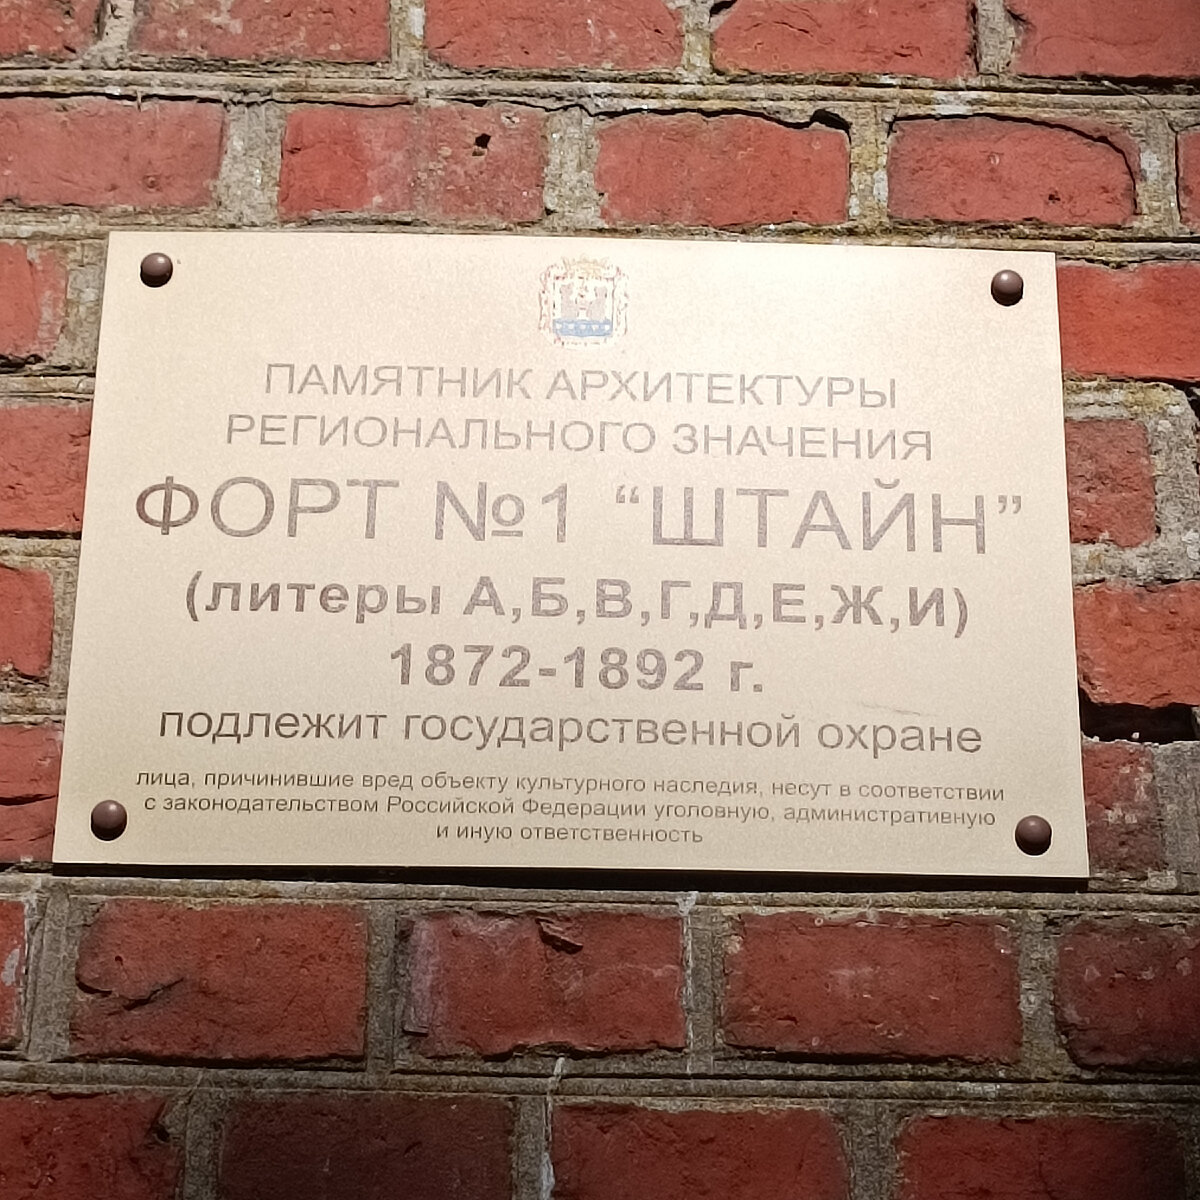 ПАМЯТНИК АРХИТЕКТУРЫ
РЕГИОНАЛЬНОГО ЗНАЧЕНИЯ
ФОРТ №1 “ШТАЙН”
(литеры А,Б,В,Г,Д,Е,Ж,И)
1872-1892 г.
подлежит государственной охране
лица, причинившие вред объекту культурного наследия, несут в соответствии
с законодательством Российской Федерации уголовную, административную
и иную ответственность